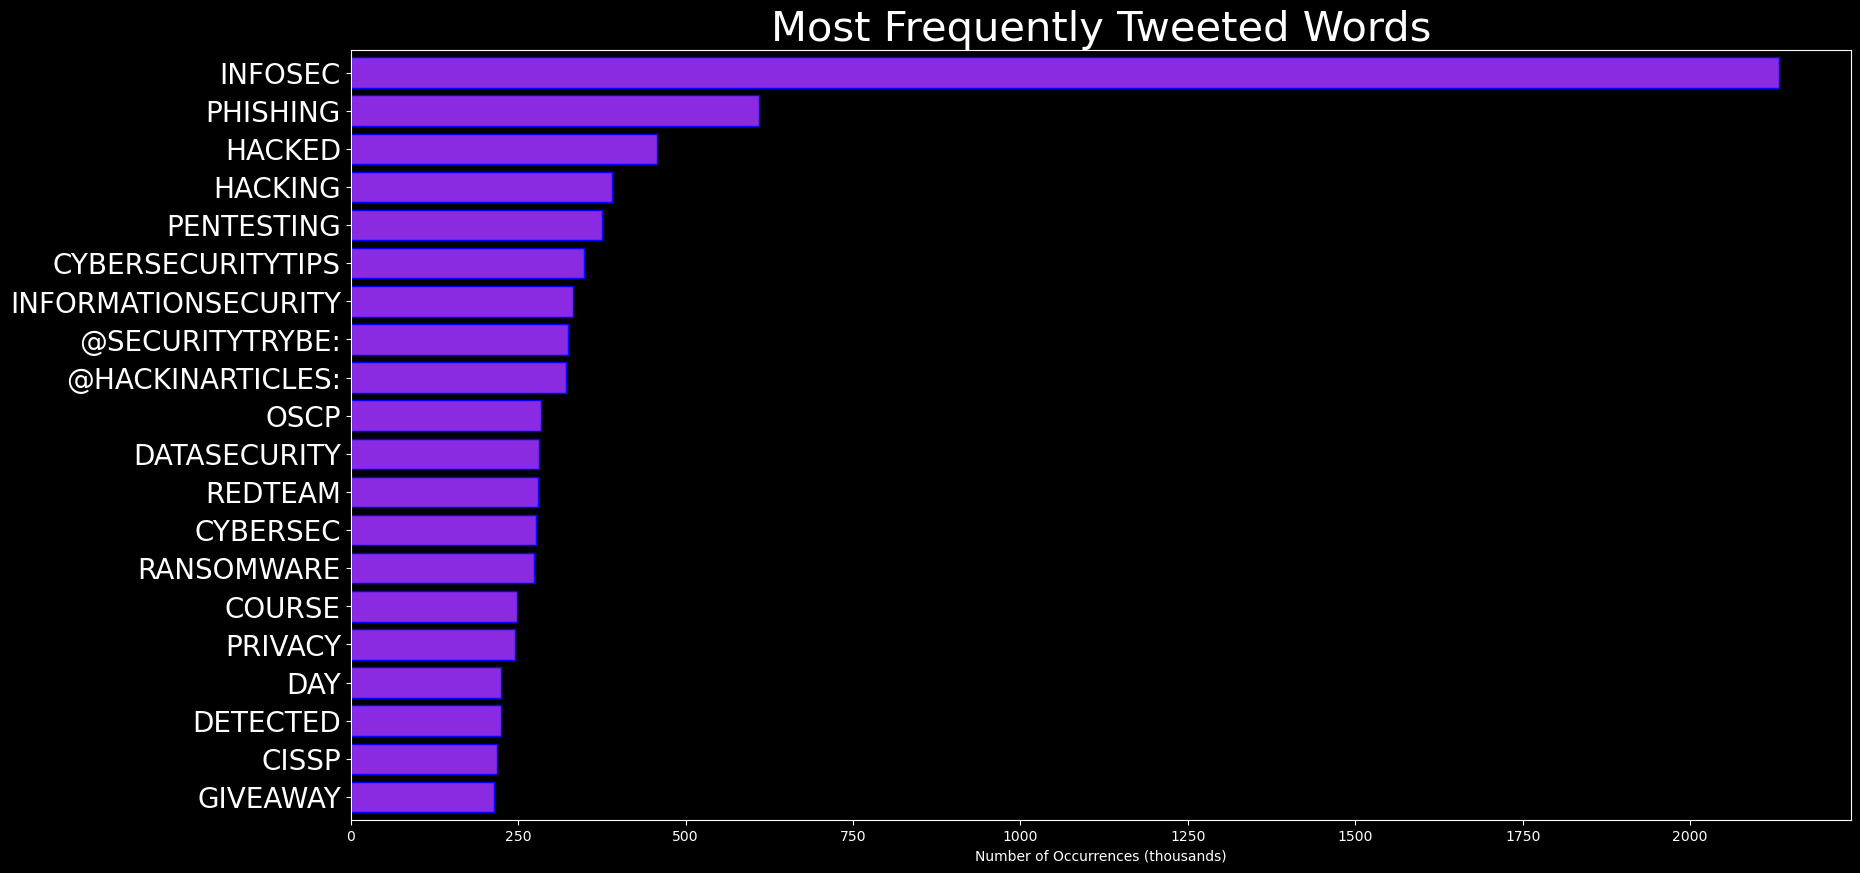 Most Frequently Tweeted Words
INFOSEC
PHISHING
HACKED
HACKING
PENTESTING
CYBERSECURITYTIPS
INFORMATIONSECURITY
@SECURITYTRYBE:
@HACKINARTICLES:
OSCP
DATASECURITY
REDTEAM
CYBERSEC
RANSOMWARE
COURSE
PRIVACY
DAY
DETECTED
CISSP
GIVEAWAY
0 250 500 750 1000 1250 1500 1750 2000
Number of Occurrences (thousands)